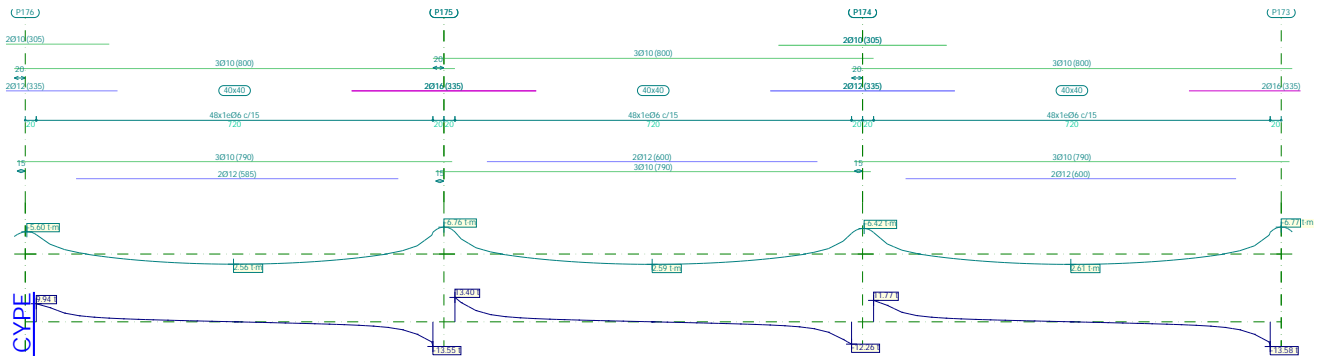 P176 P175 P174 P173
2Ø10 (305) 2Ø10 (305)
3Ø10 (800)
20
20 3Ø10 (800) 20 3Ø10 (800)
2Ø12 (335) 40x40 2Ø16 (335) 40x40 2Ø12 (335) 40x40 2Ø16 (335)
48x1eØ6 c/15 48x1eØ6 c/15 48x1eØ6 c/15
20 720 20 20 720 20 20 720 20
3Ø10 (790) 2Ø12 (600) 3Ø10 (790)
15 3Ø10 (790) 15
2Ø12 (585) 15 2Ø12 (600)
-5.60 t·m -6.76 t·m -6.42 t·m -6.77 t·m
2.56 t·m 2.59 t·m 2.61 t·m
9.94 t 13.40 t 11.77 t
-13.55 t -12.26 t -13.58 t
CYPE